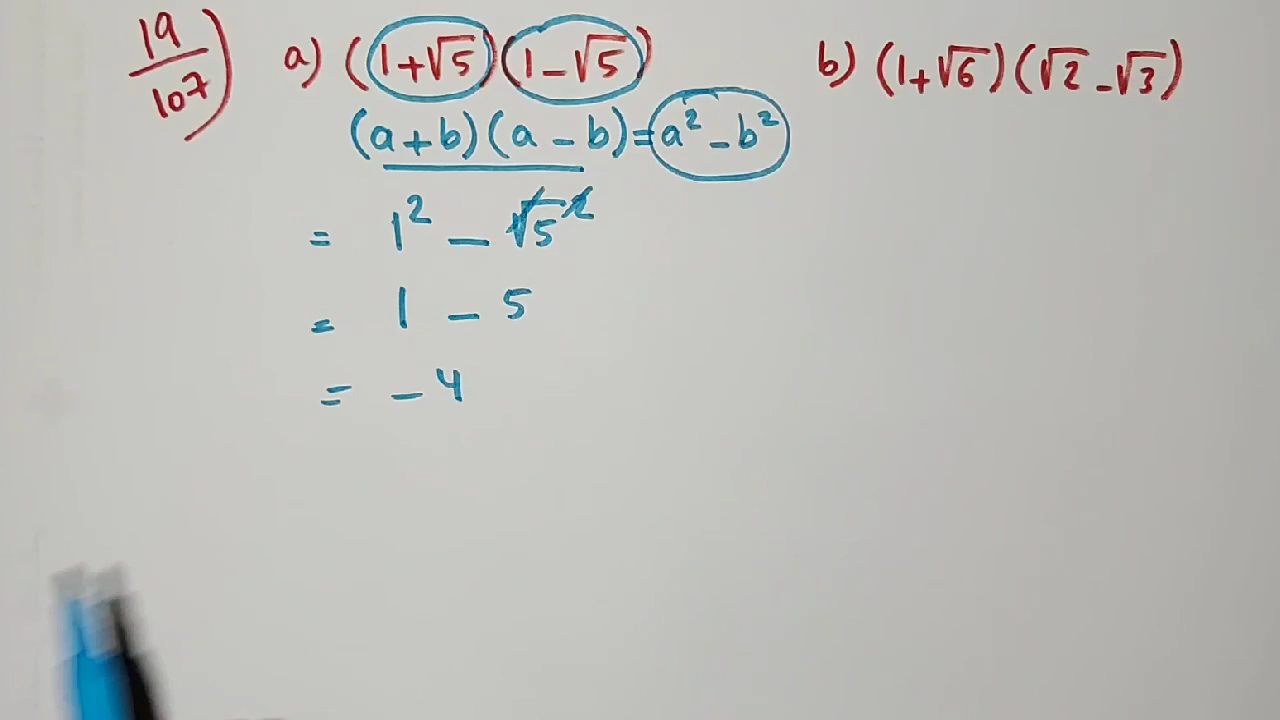 19/107) a) (1+√5)(1-√5) b) (1+√6)(√2-√3)
(a+b)(a-b)=a²-b²
= 1² - √5²
= 1 - 5
= -4